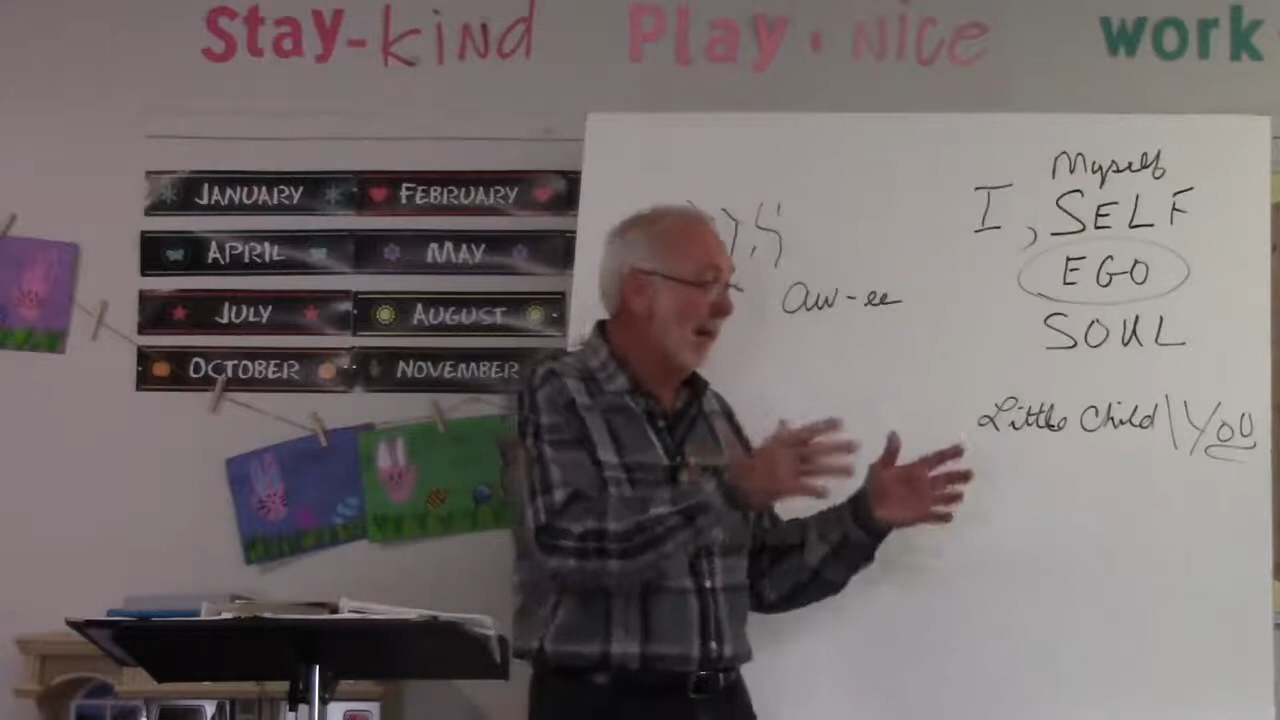 Stay-kind Play • nice work
JANUARY FEBRUARY
APRIL MAY
JULY AUGUST
OCTOBER NOVEMBER
Myself
I, SELF
EGO
SOUL
aw-ee
Little Child \ YOU